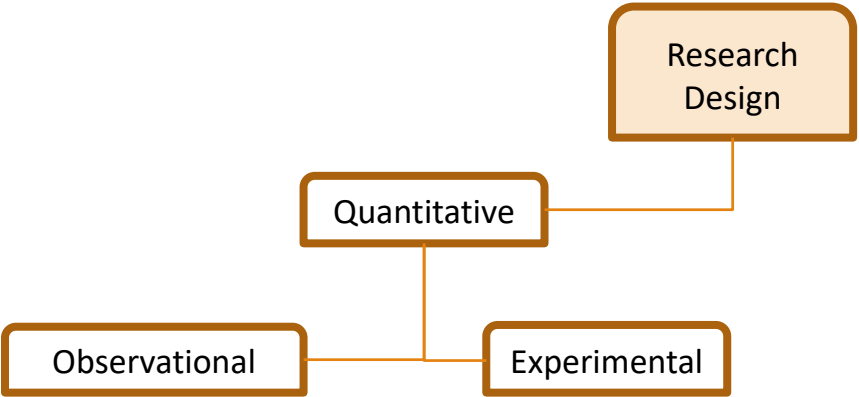 Research
Design
Quantitative
Observational
Experimental